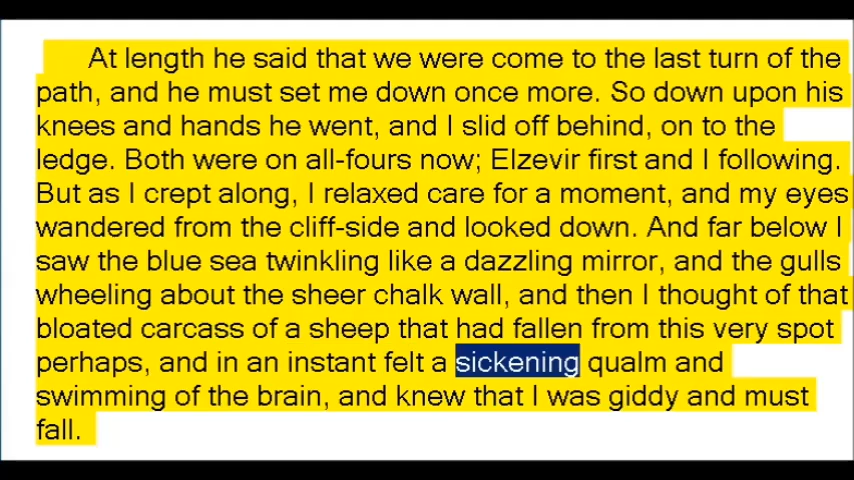 At length he said that we were come to the last turn of the
path, and he must set me down once more. So down upon his
knees and hands he went, and I slid off behind, on to the
ledge. Both were on all-fours now; Elzevir first and I following.
But as I crept along, I relaxed care for a moment, and my eyes
wandered from the cliff-side and looked down. And far below I
saw the blue sea twinkling like a dazzling mirror, and the gulls
wheeling about the sheer chalk wall, and then I thought of that
bloated carcass of a sheep that had fallen from this very spot
perhaps, and in an instant felt a sickening qualm and
swimming of the brain, and knew that I was giddy and must
fall.